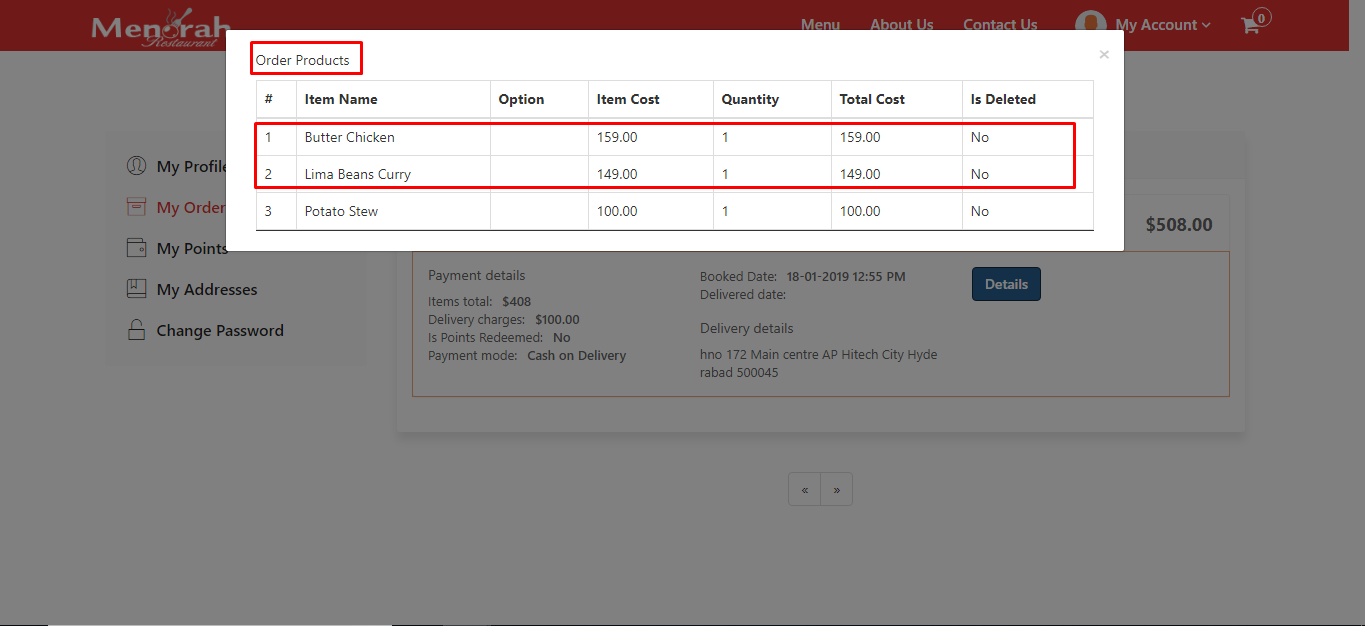 Menorah
Restaurant
Menu About Us Contact Us My Account 0
Order Products ×
# Item Name Option Item Cost Quantity Total Cost Is Deleted
1 Butter Chicken 159.00 1 159.00 No
2 Lima Beans Curry 149.00 1 149.00 No
3 Potato Stew 100.00 1 100.00 No
My Profile
My Order
My Points
My Addresses
Change Password
$508.00
Payment details
Items total: $408
Delivery charges: $100.00
Is Points Redeemed: No
Payment mode: Cash on Delivery
Booked Date: 18-01-2019 12:55 PM
Delivered date:
Delivery details
hno 172 Main centre AP Hitech City Hyde
rabad 500045
Details
« »